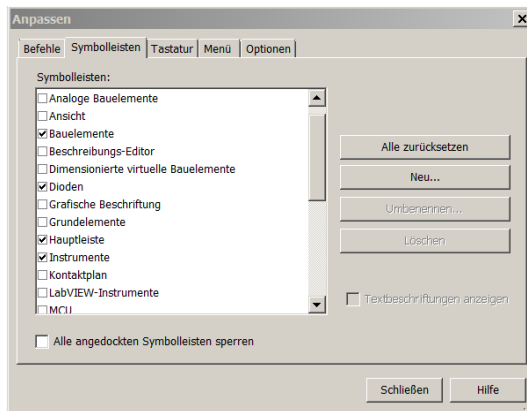 Anpassen
Befehle Symbolleisten Tastatur Menü Optionen
Symbolleisten:
Analoge Bauelemente
Ansicht
Bauelemente
Beschreibungs-Editor
Dimensionierte virtuelle Bauelemente
Dioden
Grafische Beschriftung
Grundelemente
Hauptleiste
Instrumente
Kontaktplan
LabVIEW-Instrumente
MCU
Alle zurücksetzen
Neu...
Umbenennen...
Löschen
Textbeschriftungen anzeigen
Alle angedockten Symbolleisten sperren
Schließen Hilfe